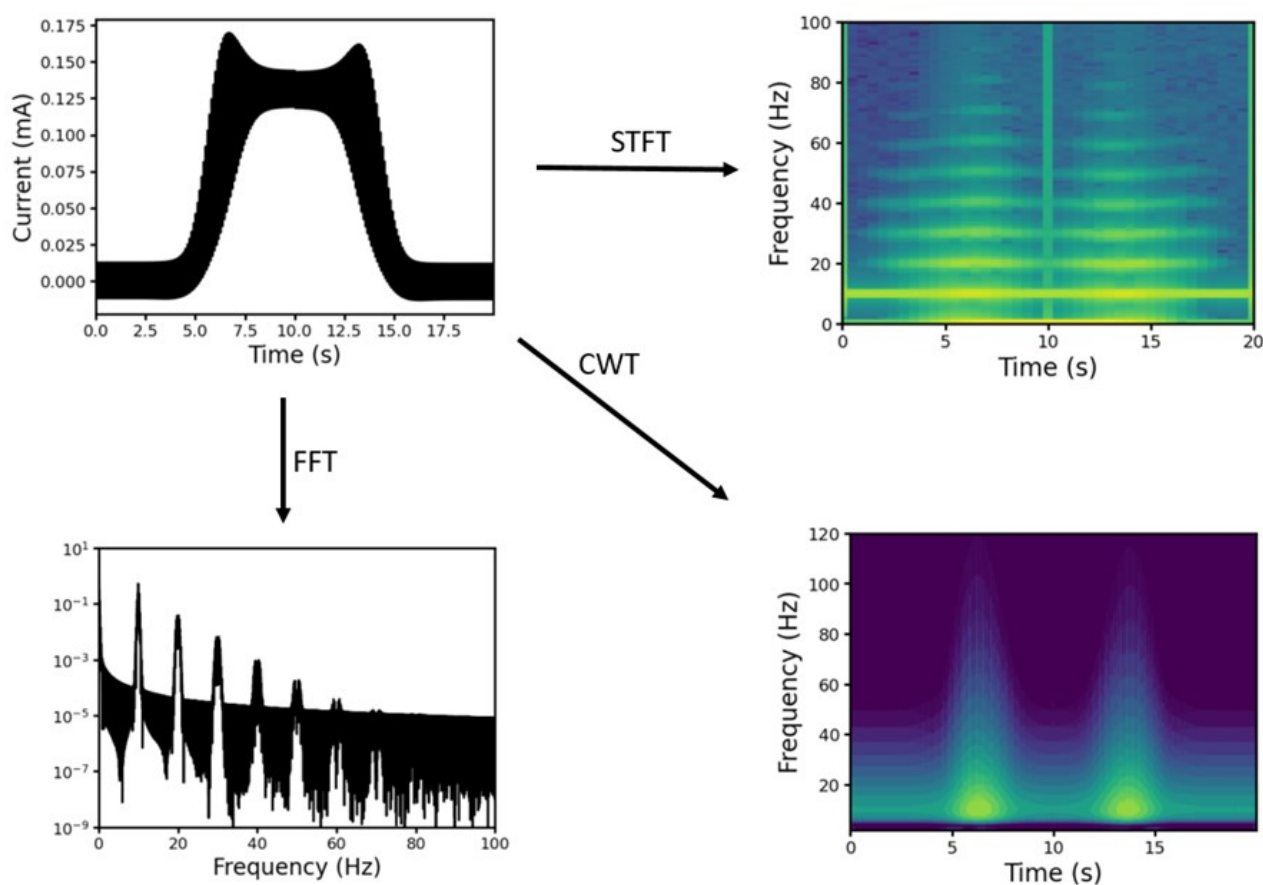 0.175
0.150
0.125
0.100
0.075
0.050
0.025
0.000
Current (mA)
0.0 2.5 5.0 7.5 10.0 12.5 15.0 17.5
Time (s)
STFT
100
80
60
40
20
0
Frequency (Hz)
0 5 10 15 20
Time (s)
CWT
FFT
10¹
10⁻¹
10⁻³
10⁻⁵
10⁻⁷
10⁻⁹
0 20 40 60 80 100
Frequency (Hz)
120
100
80
60
40
20
Frequency (Hz)
0 5 10 15
Time (s)